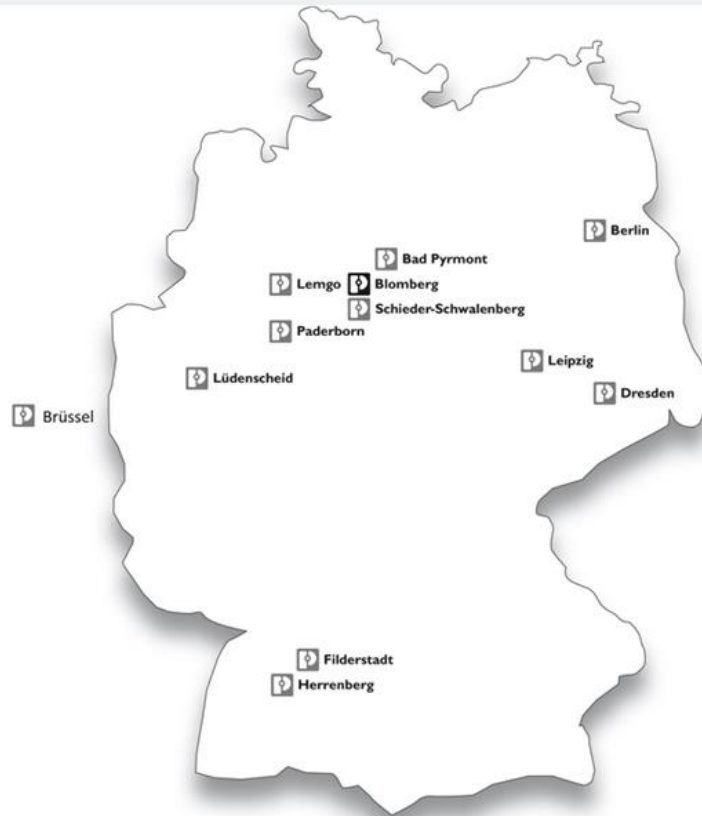 Berlin
Bad Pyrmont
Lemgo
Blomberg
Schieder-Schwalenberg
Paderborn
Leipzig
Lüdenscheid
Dresden
Brüssel
Filderstadt
Herrenberg